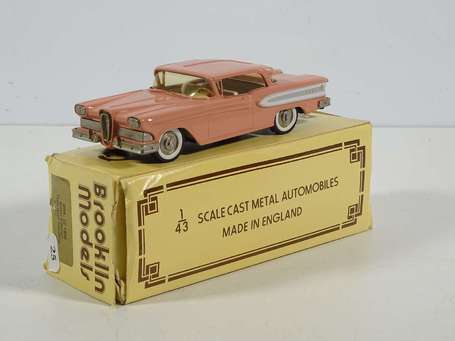 Brooklin
Models
25
1
43
SCALE CAST METAL AUTOMOBILES
MADE IN ENGLAND